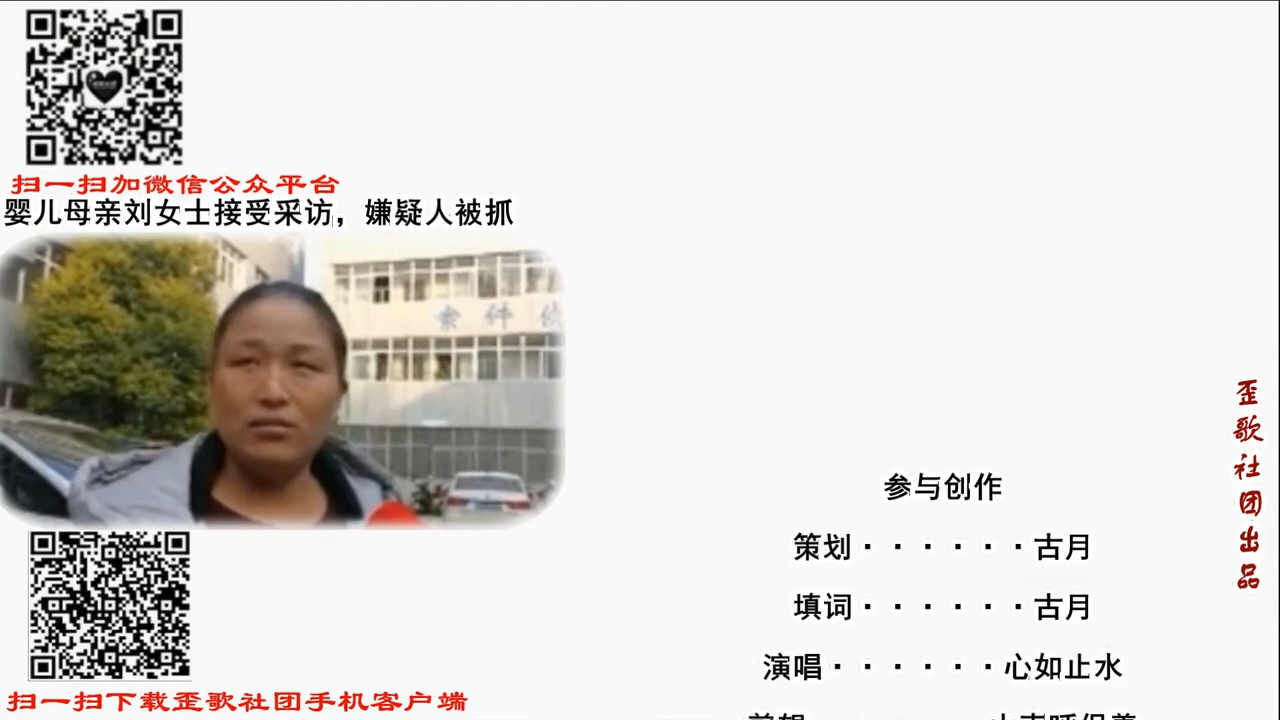 扫一扫加微信公众平台
婴儿母亲刘女士接受采访，嫌疑人被抓
案件侦
扫一扫下载歪歌社团手机客户端
歪歌社团出品
参与创作
策划······古月
填词······古月
演唱······心如止水